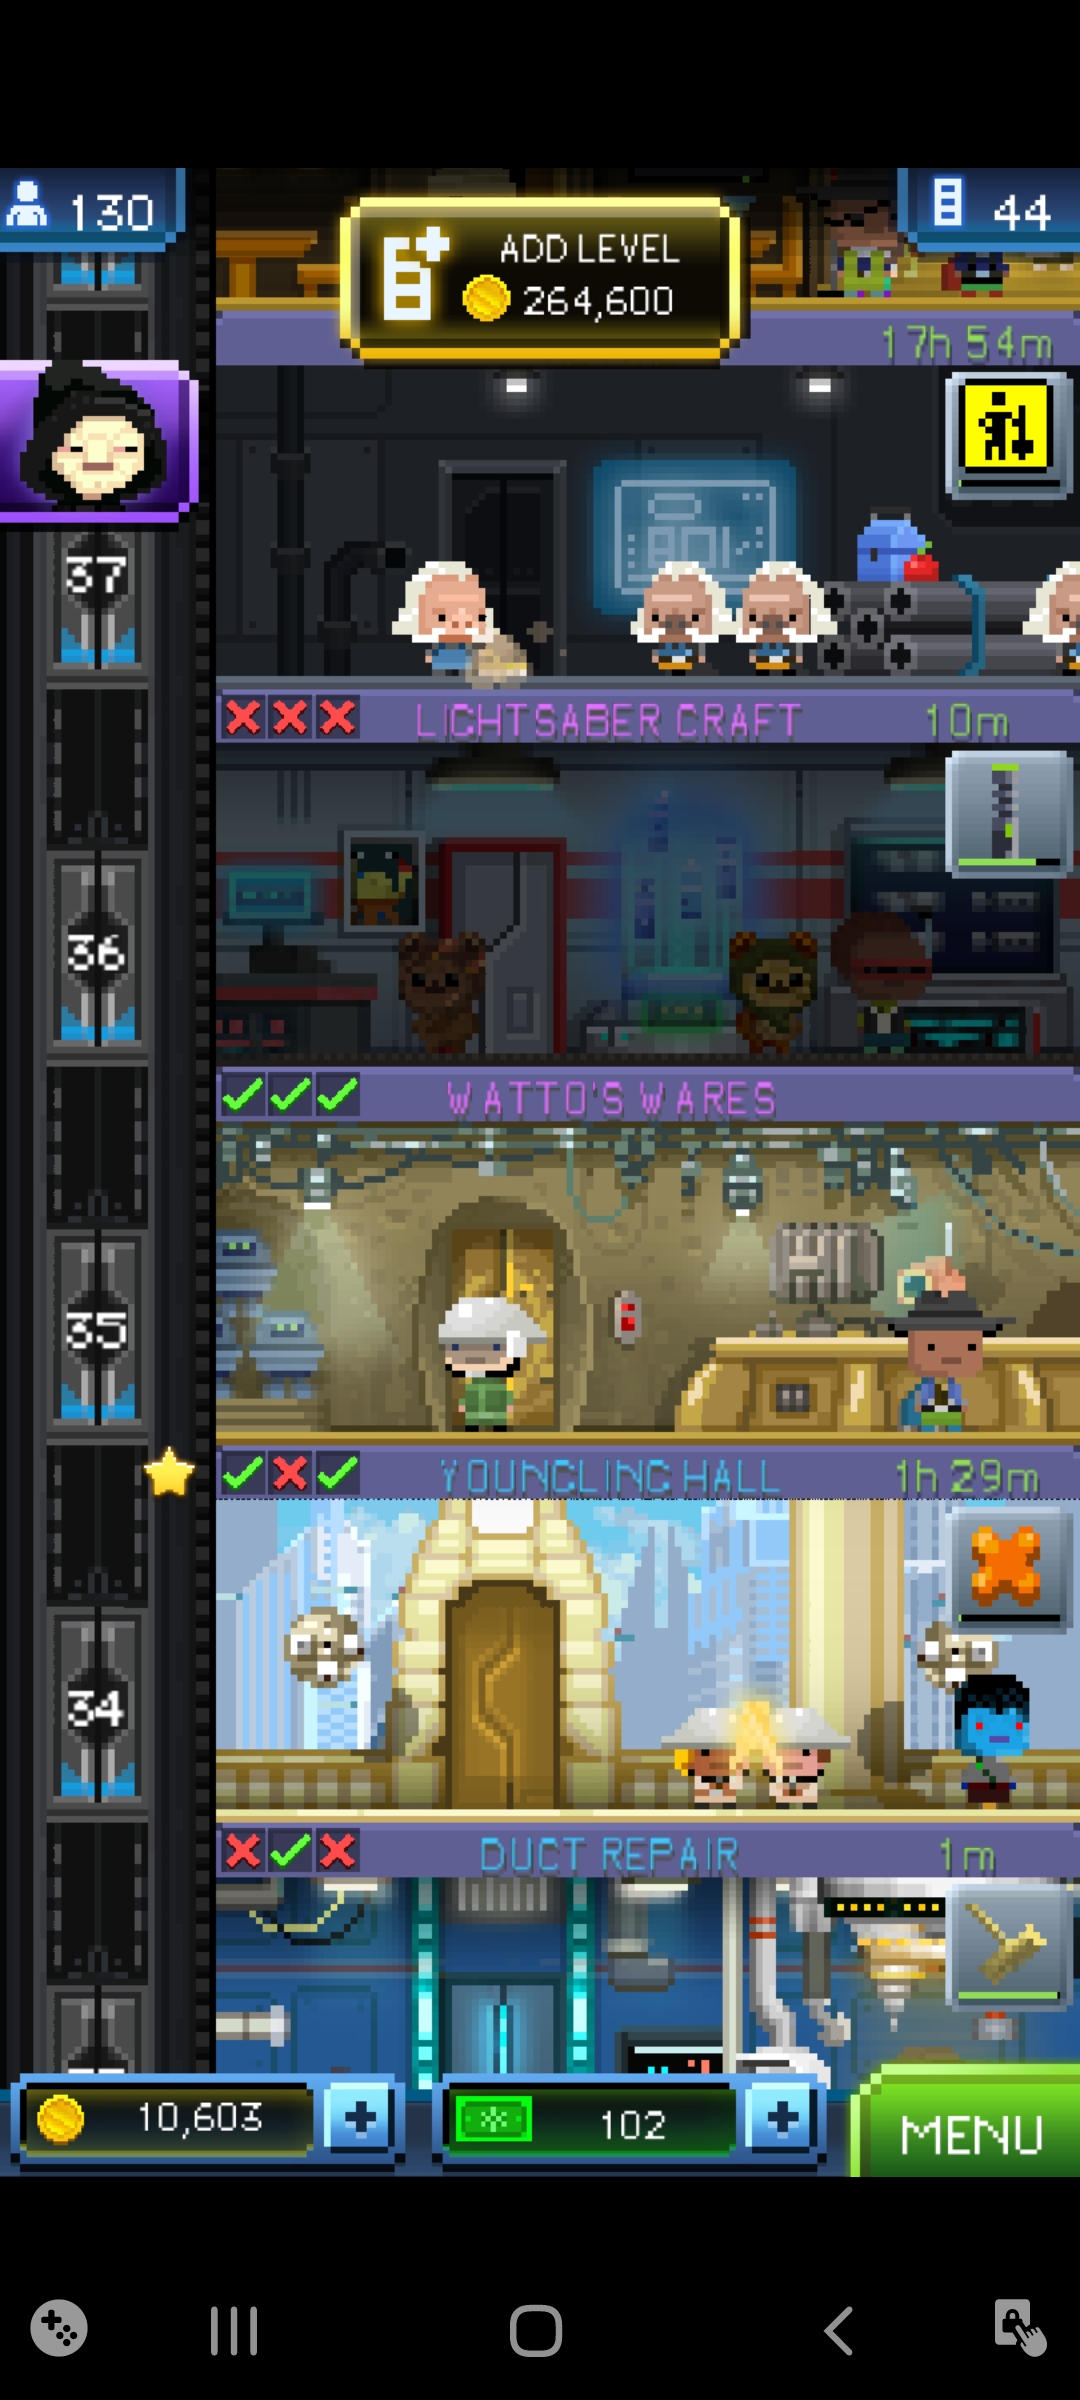 130
44
ADD LEVEL
264,600
17h 54m
37
LIGHTSABER CRAFT 10m
36
WATTO'S WARES
35
YOUNGLING HALL 1h 29m
34
DUCT REPAIR 1m
10,603
102
MENU